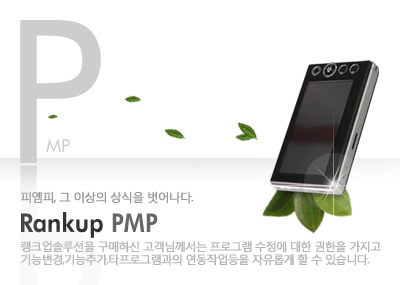 P
MP
피엠피, 그 이상의 상식을 벗어나다.
Rankup PMP
랭크업솔루션을 구매하신 고객님께서는 프로그램 수정에 대한 권한을 가지고
기능변경,기능추가,타프로그램과의 연동작업등을 자유롭게 할 수 있습니다.